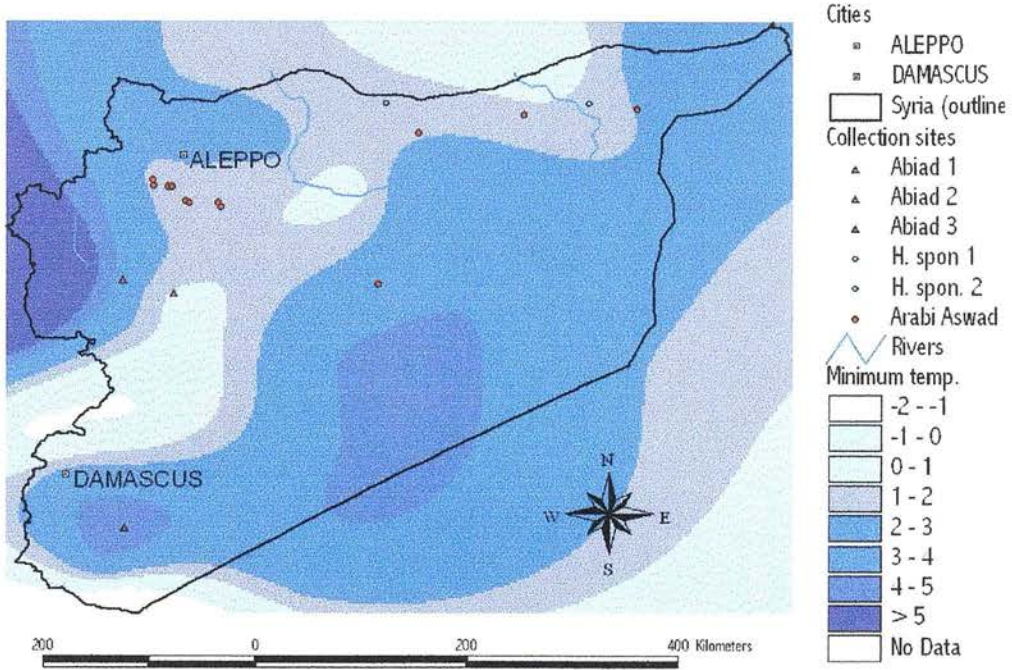 Cities
ALEPPO
DAMASCUS
Syria (outline
Collection sites
Abiad 1
Abiad 2
Abiad 3
H. spon 1
H. spon. 2
Arabi Aswad
Rivers
Minimum temp.
-2 - -1
-1 - 0
0 - 1
1 - 2
2 - 3
3 - 4
4 - 5
> 5
No Data
ALEPPO
DAMASCUS
N
W E
S
200 0 200 400 Kilometers